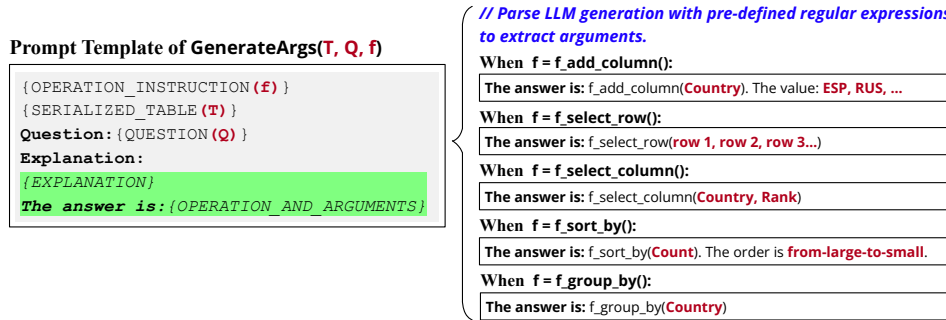 Prompt Template of GenerateArgs(T, Q, f)
{OPERATION_INSTRUCTION(f)}
{SERIALIZED_TABLE(T)}
Question:{QUESTION(Q)}
Explanation:
{EXPLANATION}
The answer is:{OPERATION_AND_ARGUMENTS}
// Parse LLM generation with pre-defined regular expressions
to extract arguments.
When f = f_add_column():
The answer is: f_add_column(Country). The value: ESP, RUS, ...
When f = f_select_row():
The answer is: f_select_row(row 1, row 2, row 3...)
When f = f_select_column():
The answer is: f_select_column(Country, Rank)
When f = f_sort_by():
The answer is: f_sort_by(Count). The order is from-large-to-small.
When f = f_group_by():
The answer is: f_group_by(Country)